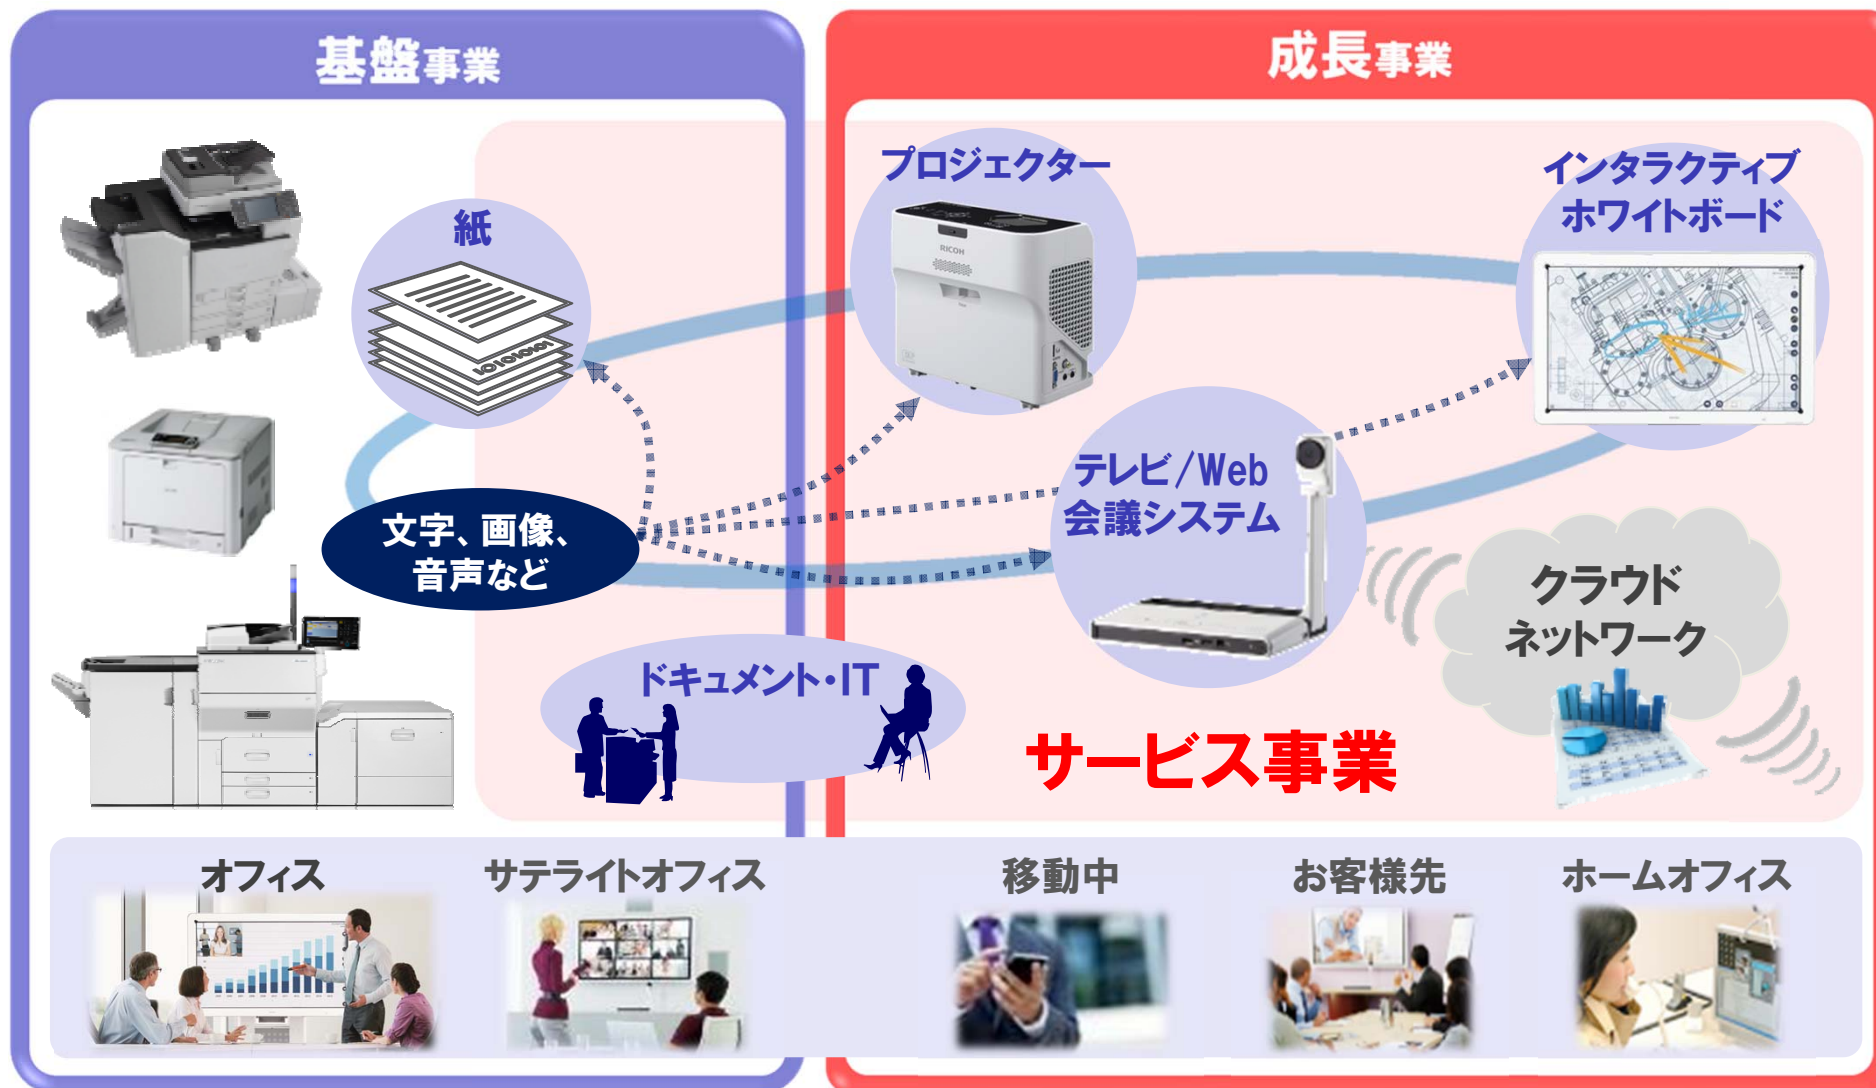 基盤事業
成長事業
紙
プロジェクター
RICOH
インタラクティブ
ホワイトボード
1010101
テレビ/Web
会議システム
文字、画像、
音声など
クラウド
ネットワーク
ドキュメント・IT
サービス事業
オフィス
サテライトオフィス
移動中
お客様先
ホームオフィス